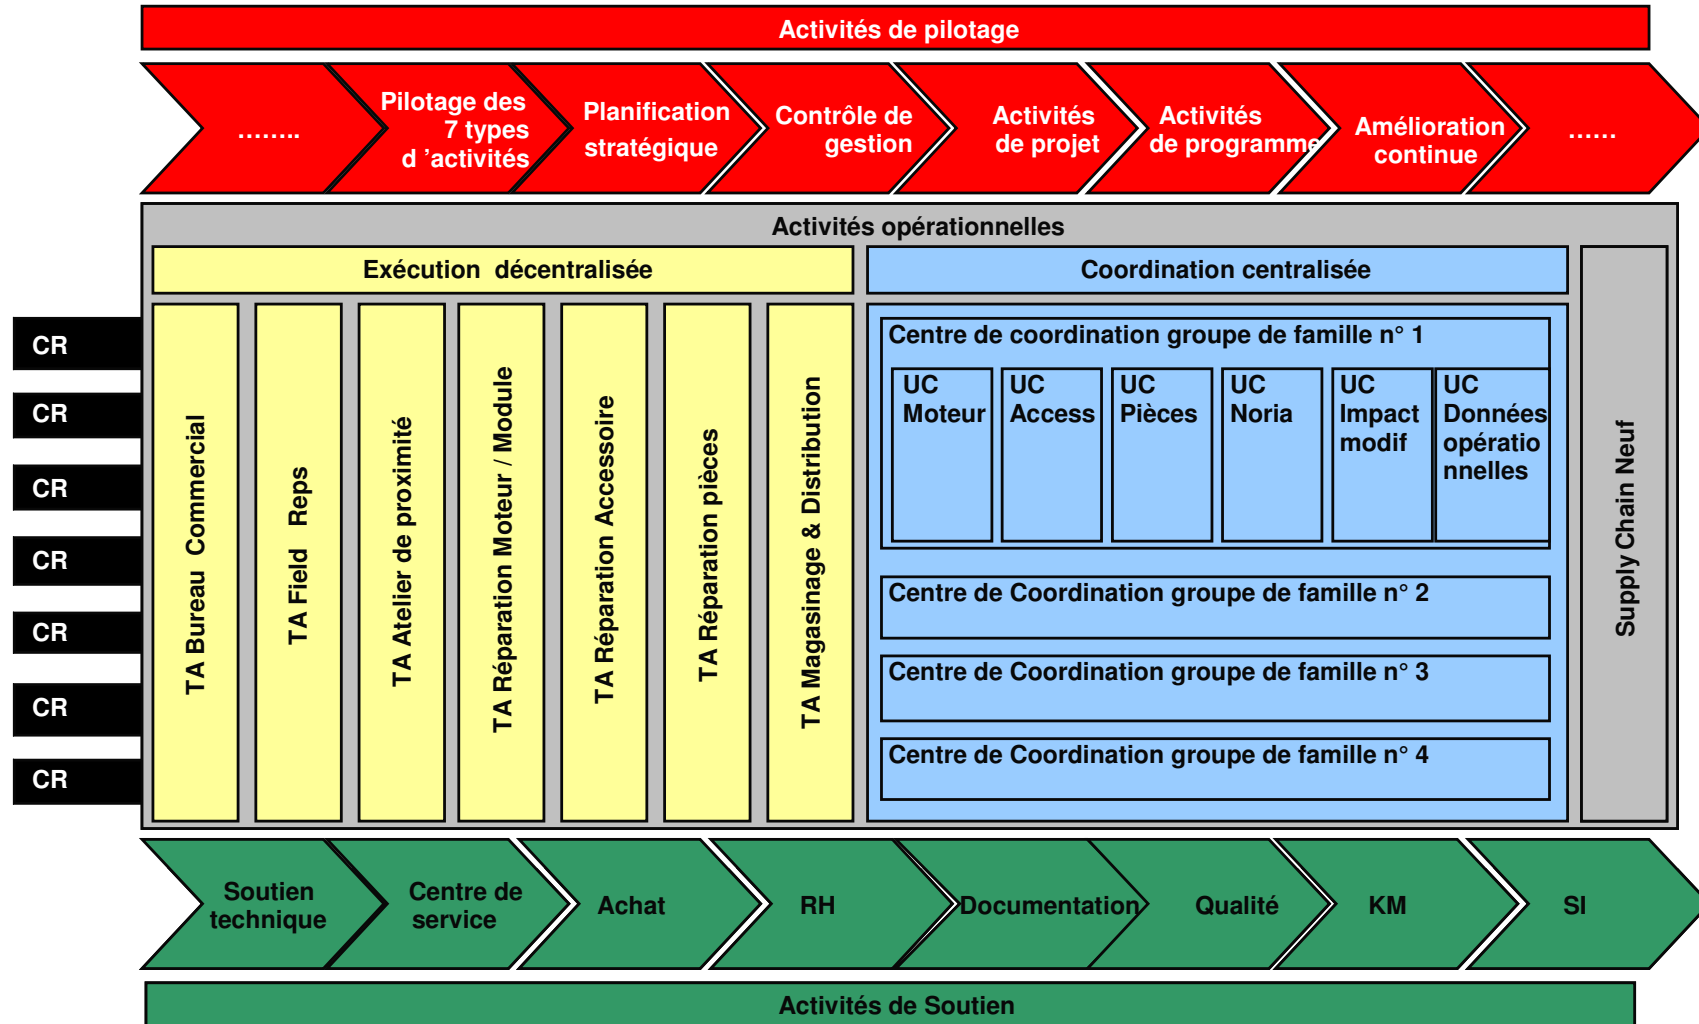 Activités de pilotage
……..
Pilotage des
7 types
d ’activités
Planification
stratégique
Contrôle de
gestion
Activités
de projet
Activités
de programme
Amélioration
continue
……
Activités opérationnelles
Exécution  décentralisée
Coordination centralisée
CR
CR
CR
CR
CR
CR
CR
TA Bureau  Commercial
TA Field   Reps
TA Atelier de proximité
TA Réparation Moteur / Module
TA Réparation  Accessoire
TA Réparation pièces
TA Magasinage & Distribution
Centre de coordination groupe de famille n° 1
UC
Moteur
UC
Access
UC
Pièces
UC
Noria
UC
Impact
modif
UC
Données
opératio
nnelles
Centre de Coordination groupe de famille n° 2
Centre de Coordination groupe de famille n° 3
Centre de Coordination groupe de famille n° 4
Supply Chain Neuf
Soutien
technique
Centre de
service
Achat
RH
Documentation
Qualité
KM
SI
Activités de Soutien